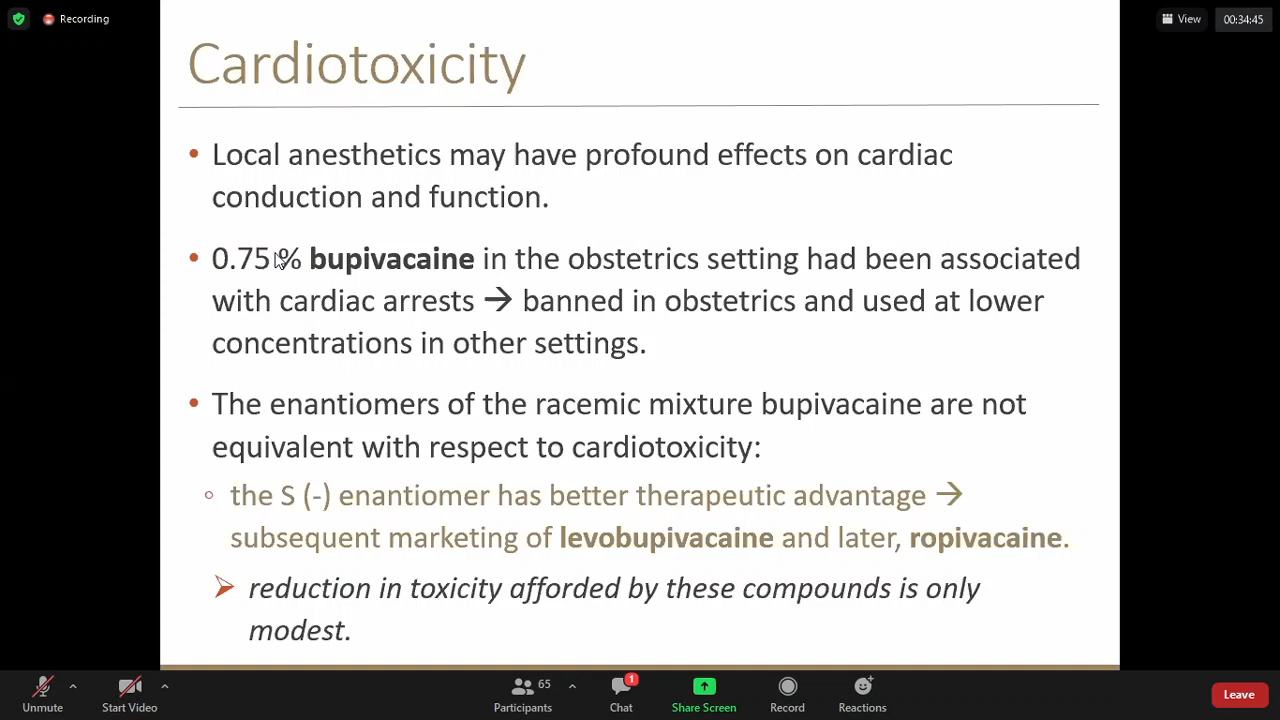 Recording
View
00:34:45
Cardiotoxicity
• Local anesthetics may have profound effects on cardiac
conduction and function.
• 0.75% bupivacaine in the obstetrics setting had been associated
with cardiac arrests → banned in obstetrics and used at lower
concentrations in other settings.
• The enantiomers of the racemic mixture bupivacaine are not
equivalent with respect to cardiotoxicity:
◦ the S (-) enantiomer has better therapeutic advantage →
subsequent marketing of levobupivacaine and later, ropivacaine.
➢ reduction in toxicity afforded by these compounds is only
modest.
Unmute
Start Video
65
Participants
1
Chat
Share Screen
Record
Reactions
Leave